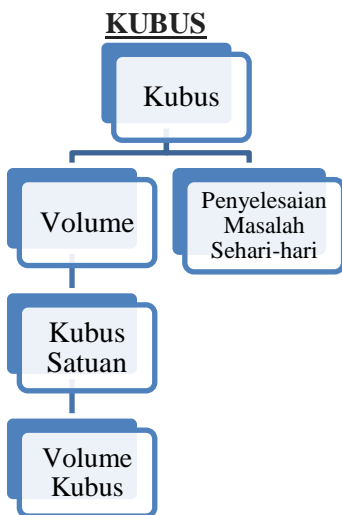 KUBUS
Kubus
Volume
Penyelesaian
Masalah
Sehari-hari
Kubus
Satuan
Volume
Kubus